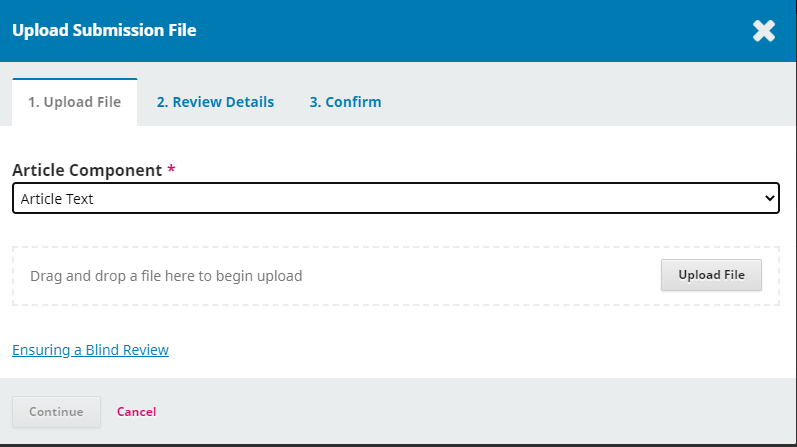 Upload Submission File
1. Upload File 2. Review Details 3. Confirm
Article Component *
Article Text
Drag and drop a file here to begin upload Upload File
Ensuring a Blind Review
Continue Cancel